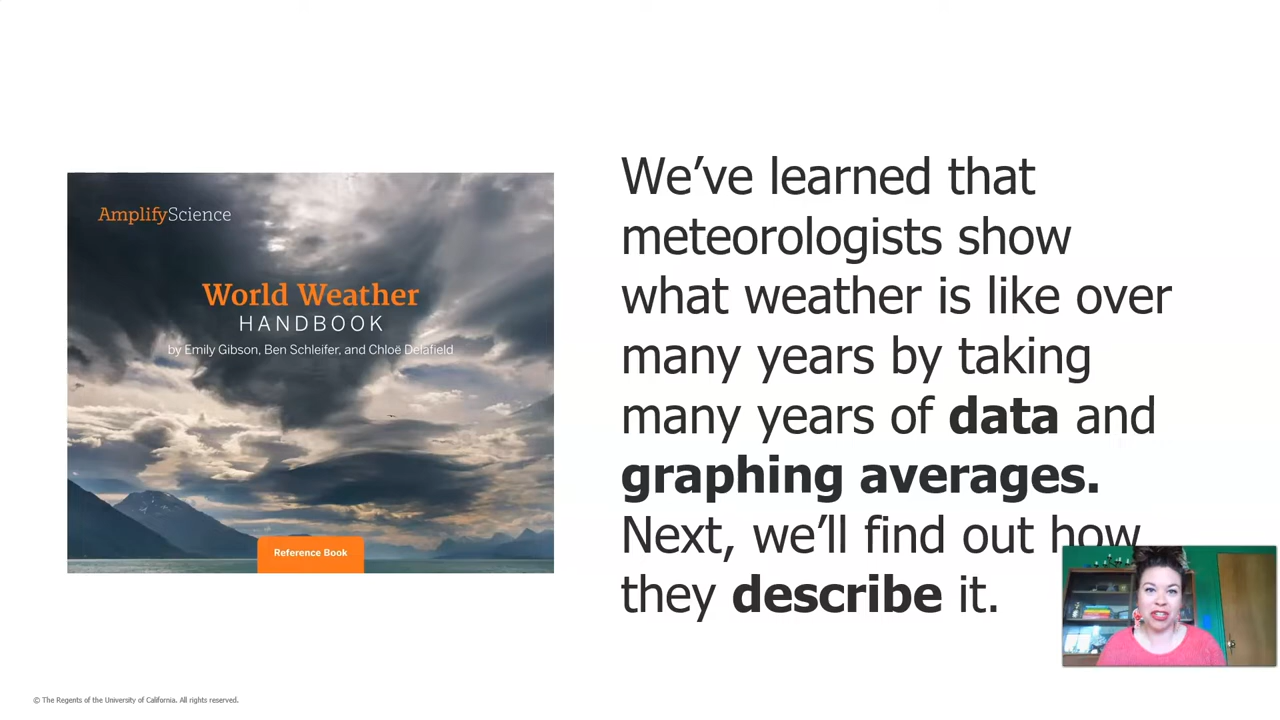 AmplifyScience
World Weather
HANDBOOK
by Emily Gibson, Ben Schleifer, and Chloë Delafield
Reference Book
We’ve learned that
meteorologists show
what weather is like over
many years by taking
many years of data and
graphing averages.
Next, we’ll find out how
they describe it.
© The Regents of the University of California. All rights reserved.